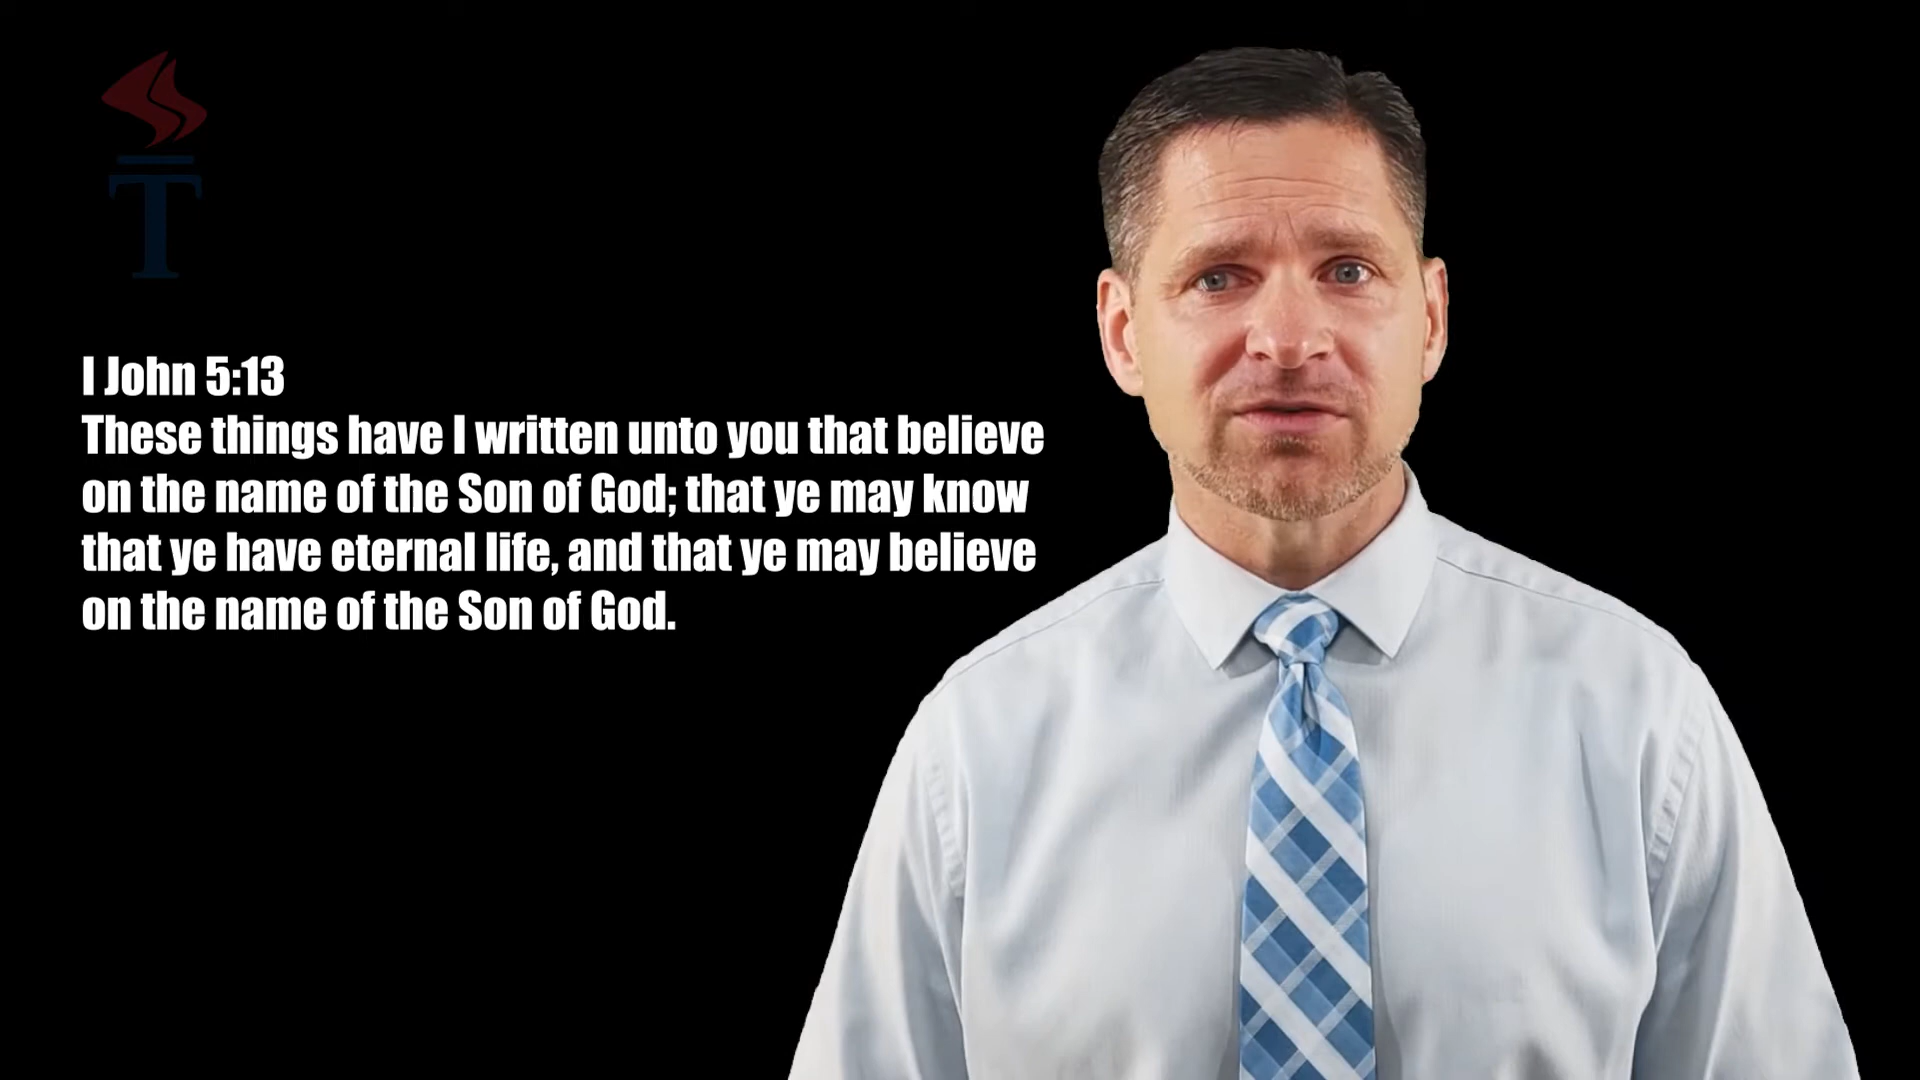 T
I John 5:13
These things have I written unto you that believe
on the name of the Son of God; that ye may know
that ye have eternal life, and that ye may believe
on the name of the Son of God.